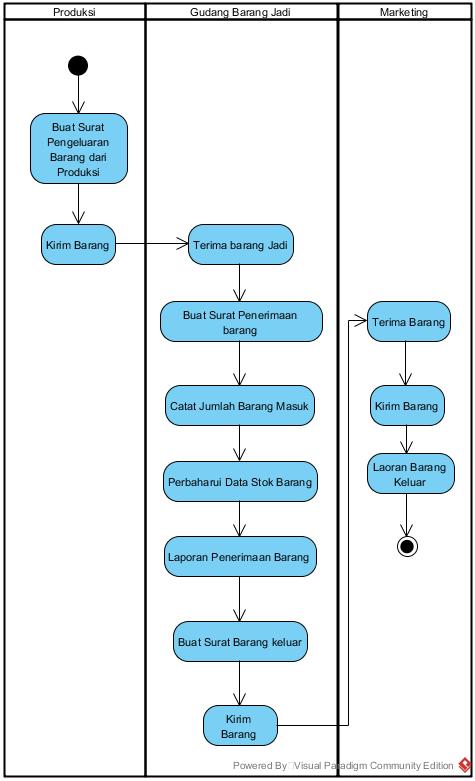 Produksi
Gudang Barang Jadi
Marketing
Buat Surat
Pengeluaran
Barang dari
Produksi
Kirim Barang
Terima barang Jadi
Buat Surat Penerimaan
barang
Catat Jumlah Barang Masuk
Perbaharui Data Stok Barang
Laporan Penerimaan Barang
Buat Surat Barang keluar
Kirim
Barang
Terima Barang
Kirim Barang
Laoran Barang
Keluar
Powered By Visual Paradigm Community Edition